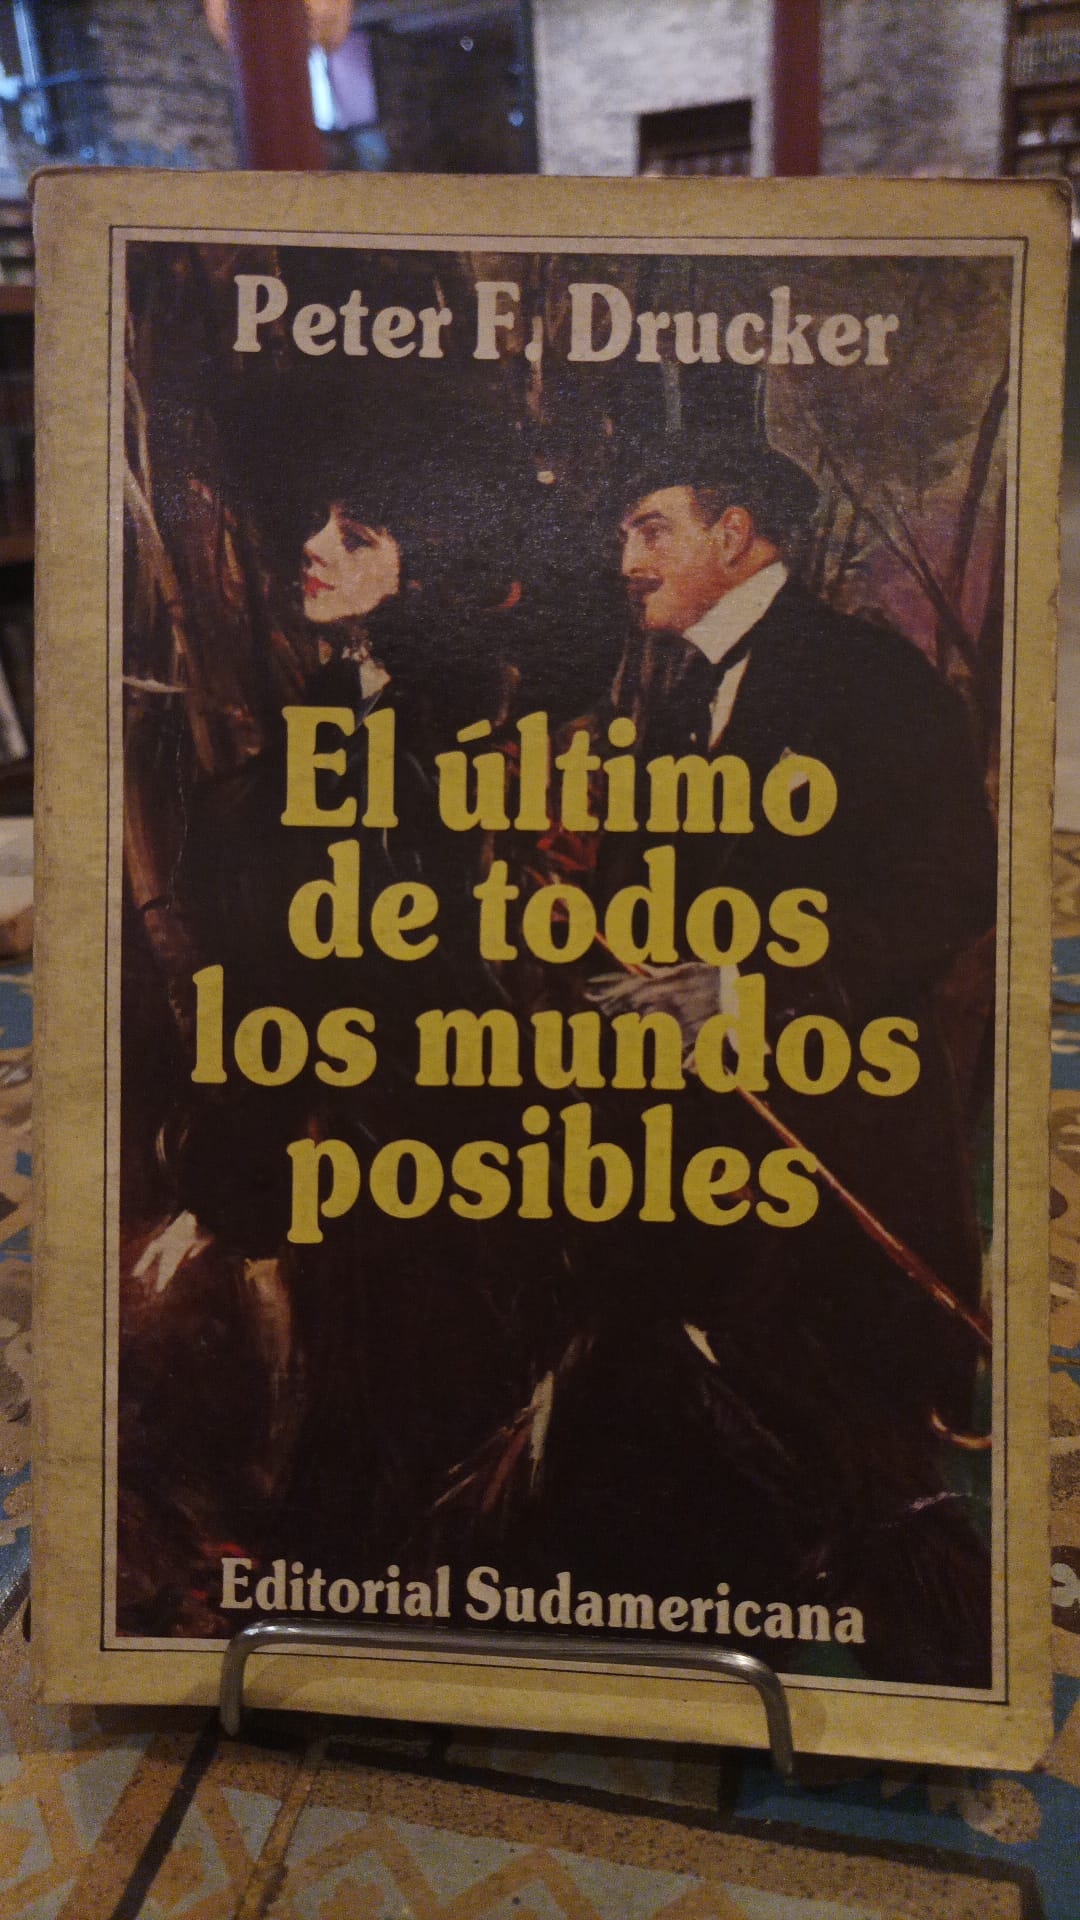 Peter F. Drucker
El último
de todos
los mundos
posibles
Editorial Sudamericana